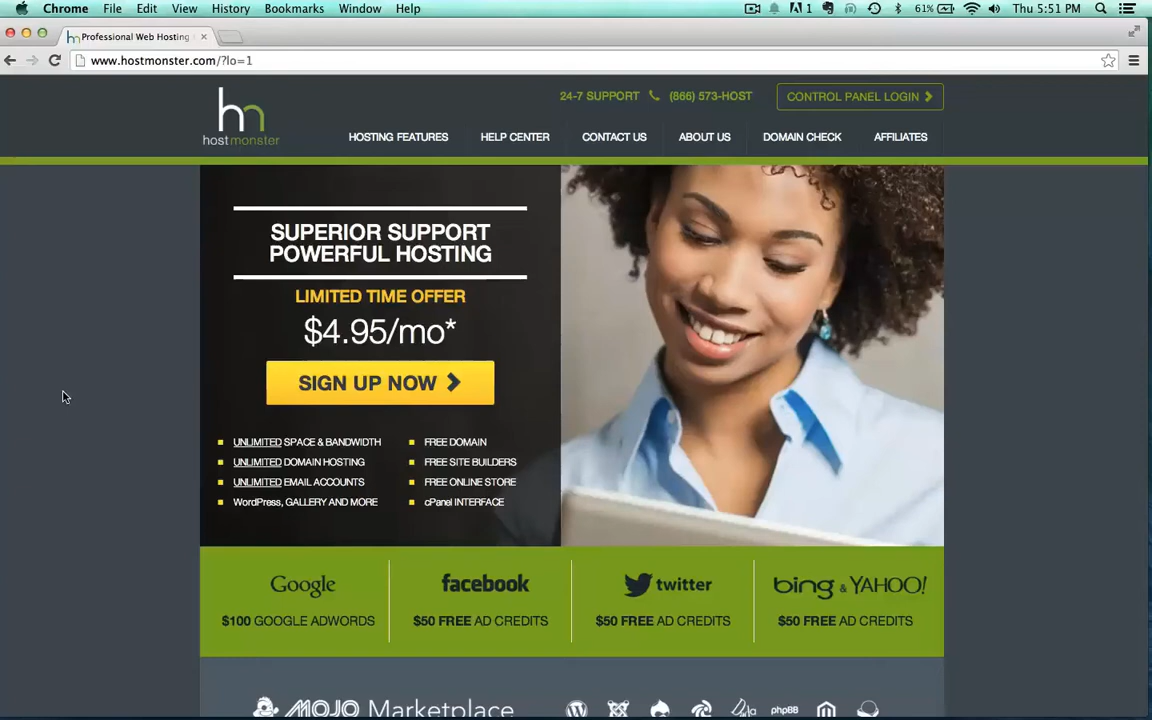 Chrome File Edit View History Bookmarks Window Help 1 61% Thu 5:51 PM
Professional Web Hosting
www.hostmonster.com/?lo=1
24-7 SUPPORT (866) 573-HOST CONTROL PANEL LOGIN
hn
hostmonster
HOSTING FEATURES HELP CENTER CONTACT US ABOUT US DOMAIN CHECK AFFILIATES
SUPERIOR SUPPORT
POWERFUL HOSTING
LIMITED TIME OFFER
$4.95/mo*
SIGN UP NOW
UNLIMITED SPACE & BANDWIDTH FREE DOMAIN
UNLIMITED DOMAIN HOSTING FREE SITE BUILDERS
UNLIMITED EMAIL ACCOUNTS FREE ONLINE STORE
WordPress, GALLERY AND MORE cPanel INTERFACE
Google facebook twitter bing & YAHOO!
$100 GOOGLE ADWORDS $50 FREE AD CREDITS $50 FREE AD CREDITS $50 FREE AD CREDITS
MOJO Marketplace phpBB